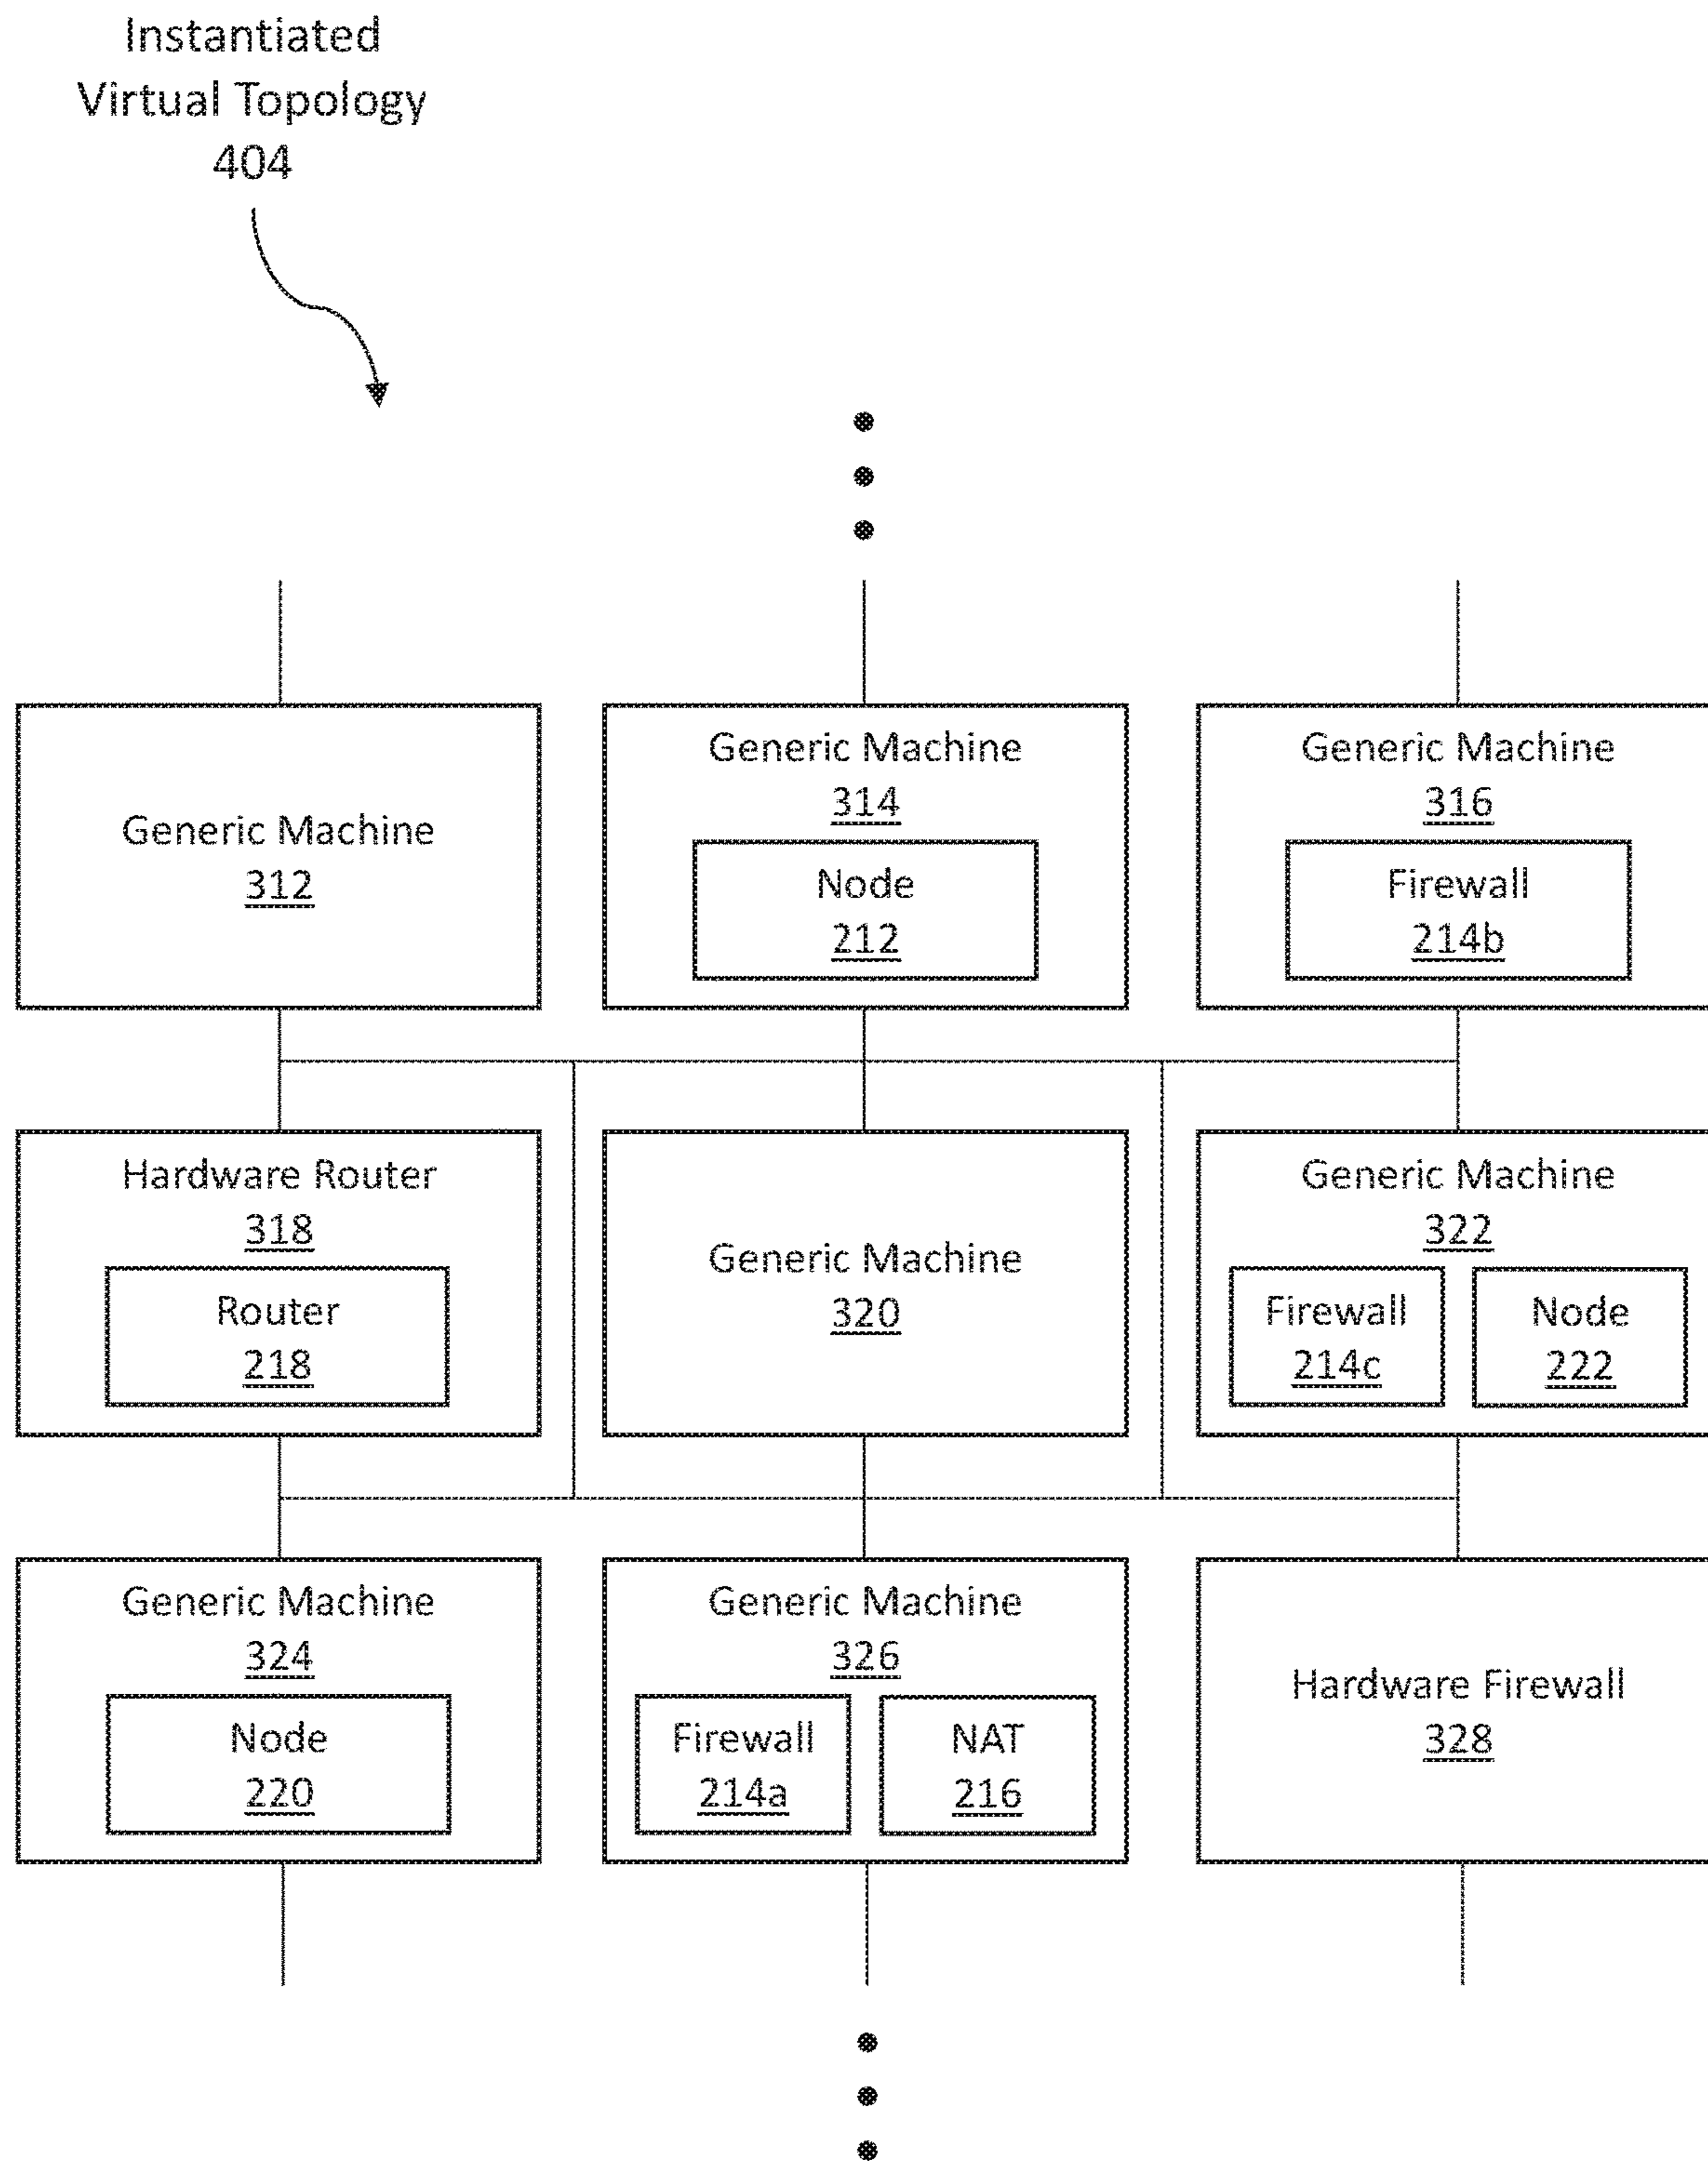 Instantiated
Virtual Topology
404
Generic Machine
312
Generic Machine
314
Node
212
Generic Machine
316
Firewall
214b
Hardware Router
318
Router
218
Generic Machine
320
Generic Machine
322
Firewall
214c
Node
222
Generic Machine
324
Node
220
Generic Machine
326
Firewall
214a
NAT
216
Hardware Firewall
328